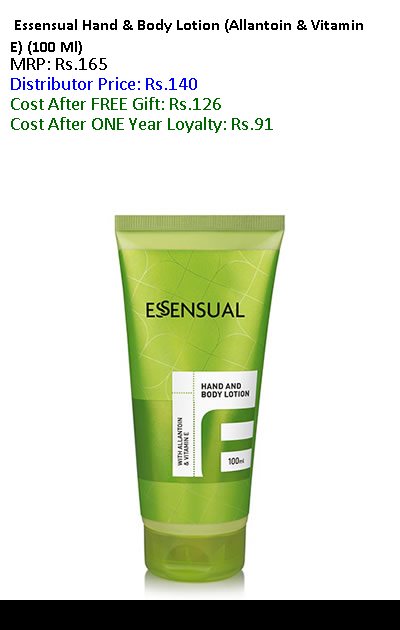 Essensual Hand & Body Lotion (Allantoin & Vitamin
E) (100 Ml)
MRP: Rs.165
Distributor Price: Rs.140
Cost After FREE Gift: Rs.126
Cost After ONE Year Loyalty: Rs.91
ESSENSUAL
HAND AND
BODY LOTION
WITH ALLANTOIN
& VITAMIN E
100ml